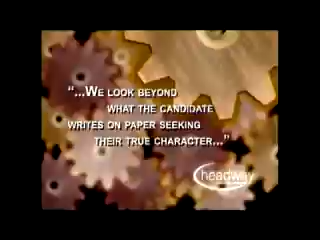 "...We look beyond
what the candidate
writes on paper seeking
their true character..."
headway